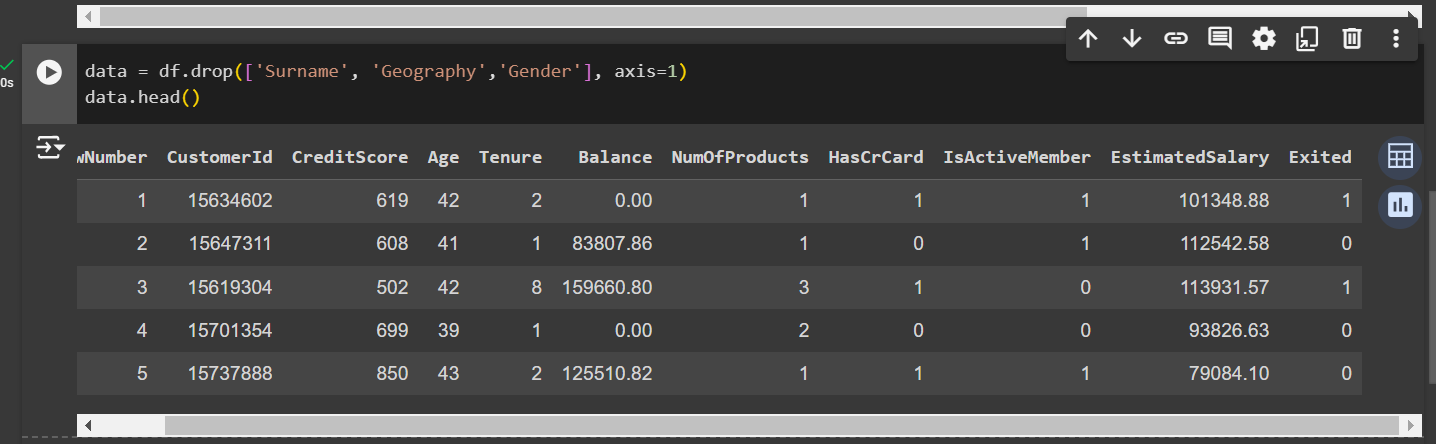 0s
data = df.drop(['Surname', 'Geography','Gender'], axis=1)
data.head()
wNumber CustomerId CreditScore Age Tenure Balance NumOfProducts HasCrCard IsActiveMember EstimatedSalary Exited
1 15634602 619 42 2 0.00 1 1 1 101348.88 1
2 15647311 608 41 1 83807.86 1 0 1 112542.58 0
3 15619304 502 42 8 159660.80 3 1 0 113931.57 1
4 15701354 699 39 1 0.00 2 0 0 93826.63 0
5 15737888 850 43 2 125510.82 1 1 1 79084.10 0